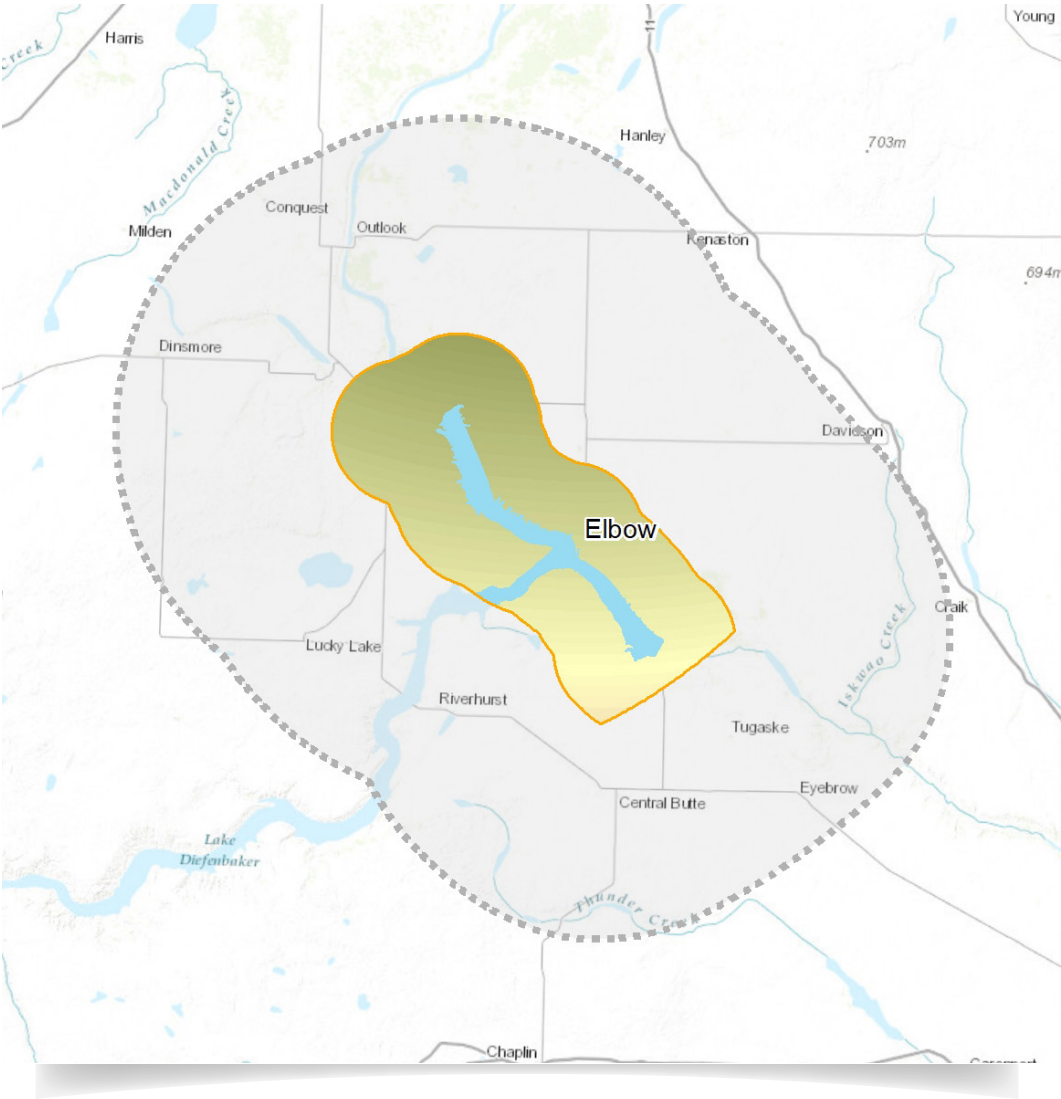 Young
Harris
Creek
11
Hanley
703m
Macdonald Creek
Conquest
Milden
Outlook
Kenaston
694m
Dinsmore
Davidson
Elbow
Craik
Lucky Lake
Iskwao Creek
Riverhurst
Tugaske
Eyebrow
Central Butte
Lake
Diefenbaker
Thunder Creek
Chaplin